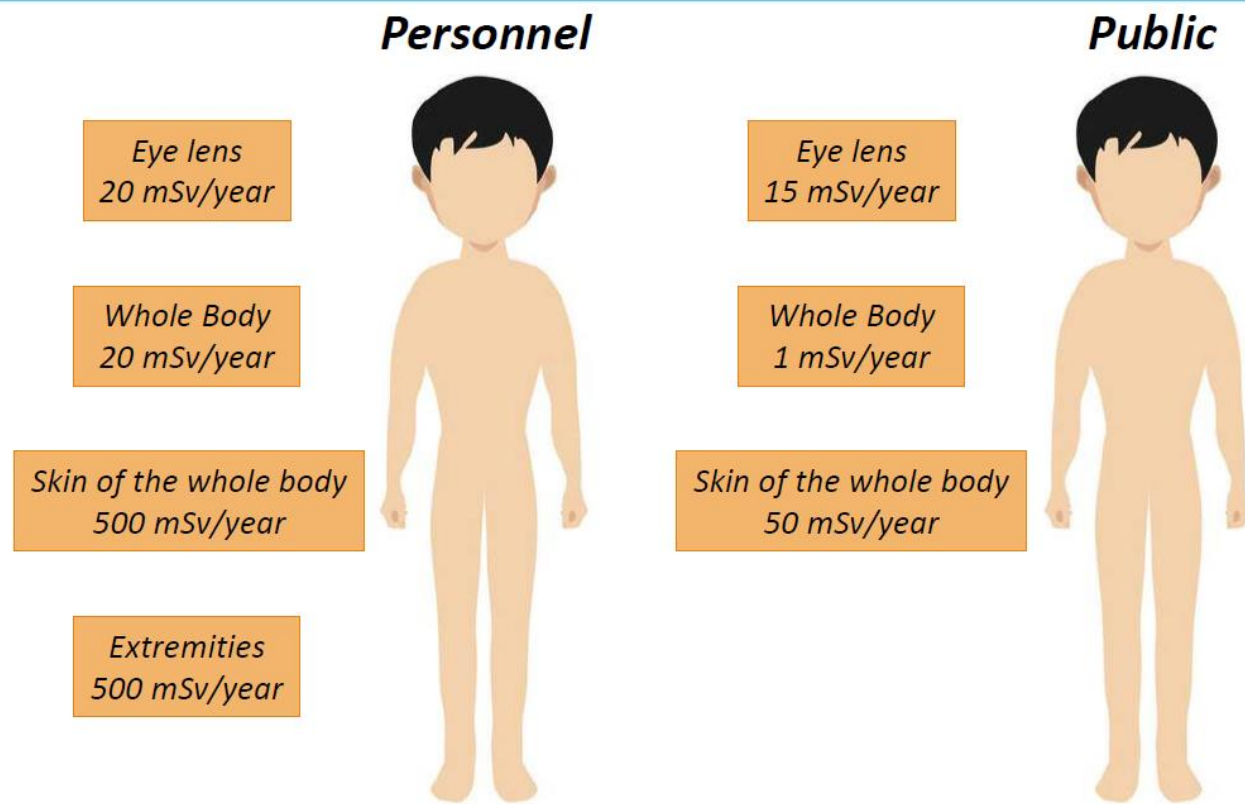 Personnel
Eye lens
20 mSv/year
Whole Body
20 mSv/year
Skin of the whole body
500 mSv/year
Extremities
500 mSv/year
Public
Eye lens
15 mSv/year
Whole Body
1 mSv/year
Skin of the whole body
50 mSv/year